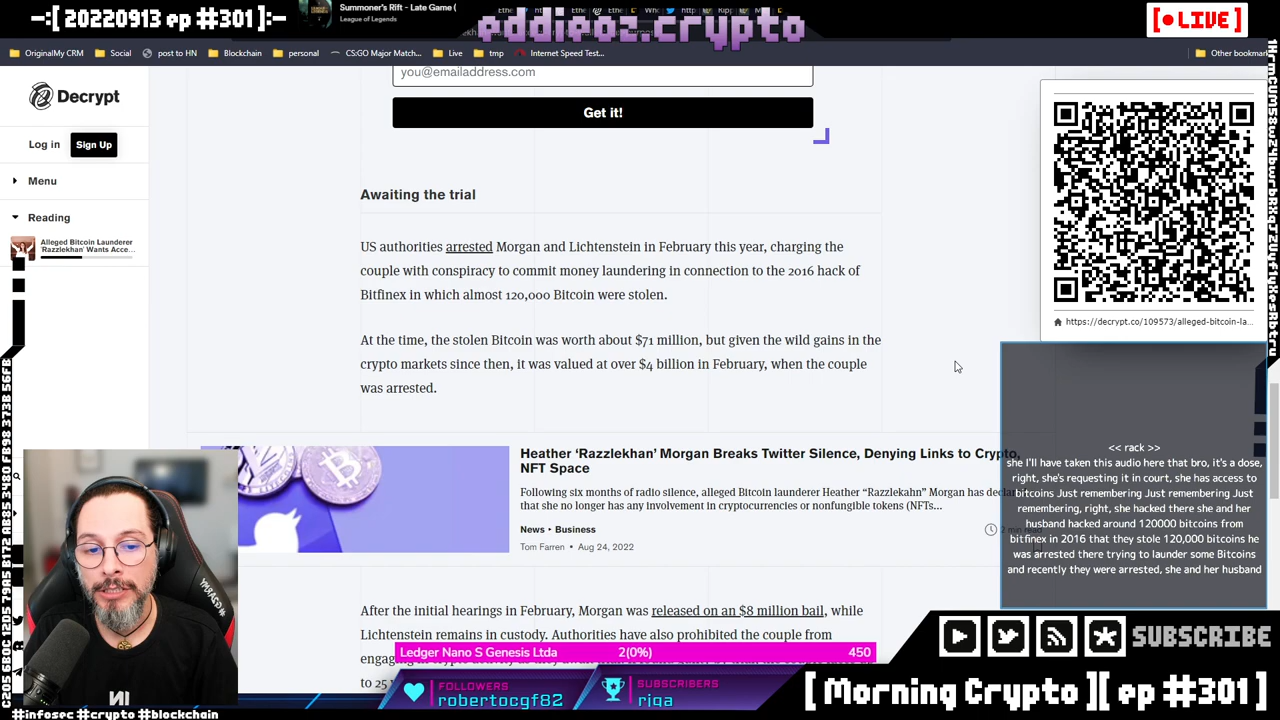 -:[ 20220913 ep #301]:-
Summoner's Rift - Late Game (
League of Legends
eddieoz.crypto
[● LIVE]
OriginalMy CRM
Social
post to HN
Blockchain
personal
CS:GO Major Match...
Live
tmp
Internet Speed Test...
Other bookmar
Decrypt
Log in
Sign Up
Menu
Reading
Alleged Bitcoin Launderer
'Razzlekhan' Wants Acce...
you@emailaddress.com
Get it!
Awaiting the trial
US authorities arrested Morgan and Lichtenstein in February this year, charging the
couple with conspiracy to commit money laundering in connection to the 2016 hack of
Bitfinex in which almost 120,000 Bitcoin were stolen.
At the time, the stolen Bitcoin was worth about $71 million, but given the wild gains in the
crypto markets since then, it was valued at over $4 billion in February, when the couple
was arrested.
Heather 'Razzlekhan' Morgan Breaks Twitter Silence, Denying Links to Crypto,
NFT Space
Following six months of radio silence, alleged Bitcoin launderer Heather "Razzlekahn" Morgan has decla
that she no longer has any involvement in cryptocurrencies or nonfungible tokens (NFTs...
News • Business
Tom Farren • Aug 24, 2022
After the initial hearings in February, Morgan was released on an $8 million bail, while
Lichtenstein remains in custody. Authorities have also prohibited the couple from
to 25
https://decrypt.co/109573/alleged-bitcoin-la...
<< rack >>
she I'll have taken this audio here that bro, it's a dose,
right, she's requesting it in court, she has access to
bitcoins Just remembering Just remembering Just
remembering, right, she hacked there she and her
husband hacked around 120000 bitcoins from
bitfinex in 2016 that they stole 120,000 bitcoins he
was arrested there trying to launder some Bitcoins
and recently they were arrested, she and her husband
Ledger Nano S Genesis Ltda 2(0%) 450
FOLLOWERS
robertocgf82
SUBSCRIBERS
riga
SUBSCRIBE
[ Morning Crypto ][ ep #301 ]
#infosec #crypto #blockchain